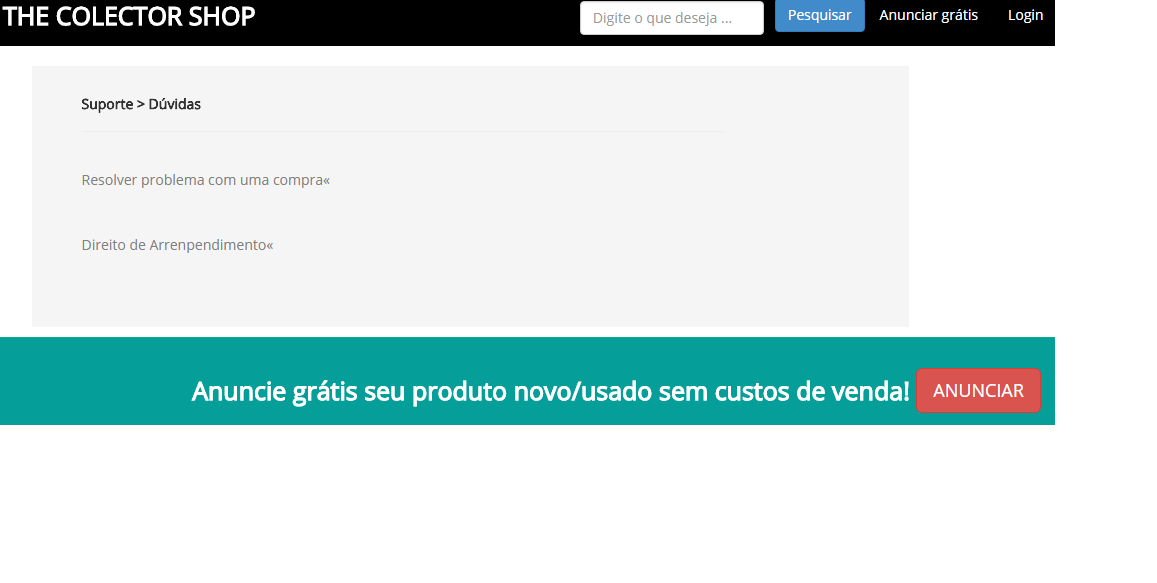 THE COLECTOR SHOP
Digite o que deseja ...
Pesquisar
Anunciar grátis
Login
Suporte > Dúvidas
Resolver problema com uma compra«
Direito de Arrenpendimento«
Anuncie grátis seu produto novo/usado sem custos de venda!
ANUNCIAR